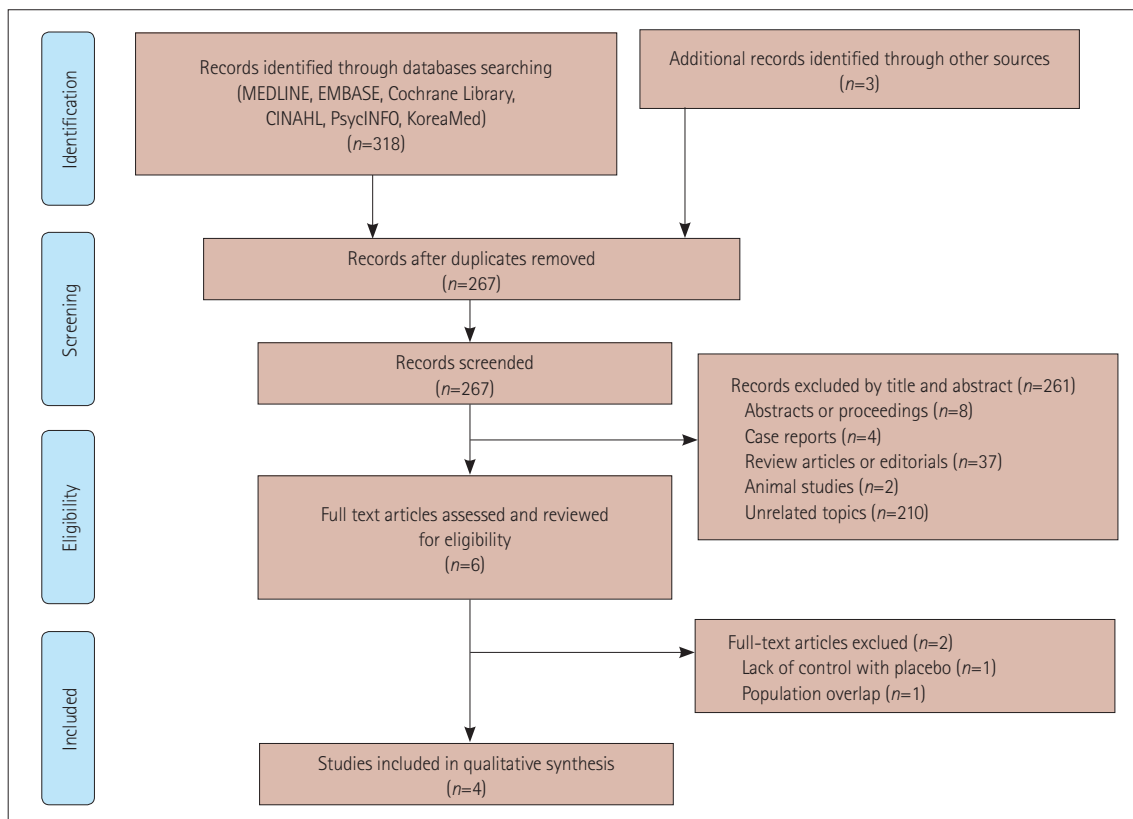 Identification
Records identified through databases searching
(MEDLINE, EMBASE, Cochrane Library,
CINAHL, PsycINFO, KoreaMed)
(n=318)
Additional records identified through other sources
(n=3)
Screening
Records after duplicates removed
(n=267)
Records screended
(n=267)
Records excluded by title and abstract (n=261)
Abstracts or proceedings (n=8)
Case reports (n=4)
Review articles or editorials (n=37)
Animal studies (n=2)
Unrelated topics (n=210)
Eligibility
Full text articles assessed and reviewed
for eligibility
(n=6)
Full-text articles exclued (n=2)
Lack of control with placebo (n=1)
Population overlap (n=1)
Included
Studies included in qualitative synthesis
(n=4)